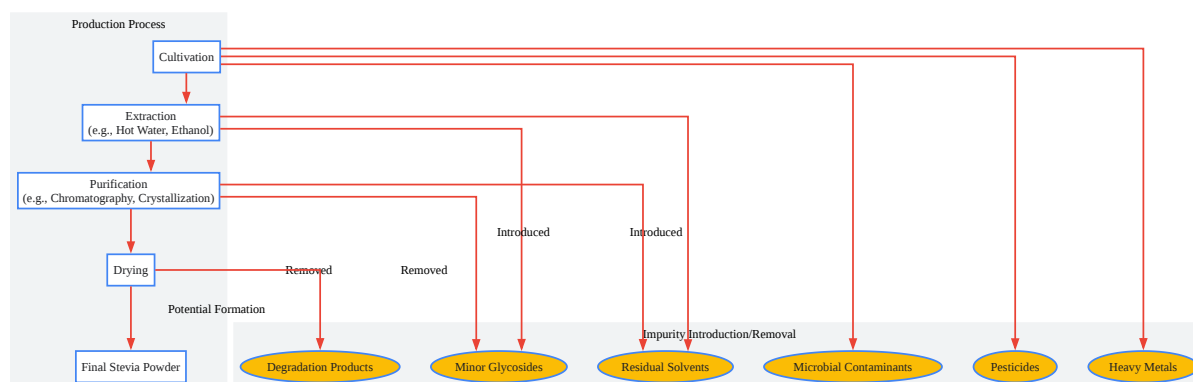 Production Process
Cultivation
Extraction
(e.g., Hot Water, Ethanol)
Purification
(e.g., Chromatography, Crystallization)
Introduced
Introduced
Drying
Removed
Removed
Potential Formation
Impurity Introduction/Removal
Final Stevia Powder
Degradation Products
Minor Glycosides
Residual Solvents
Microbial Contaminants
Pesticides
Heavy Metals